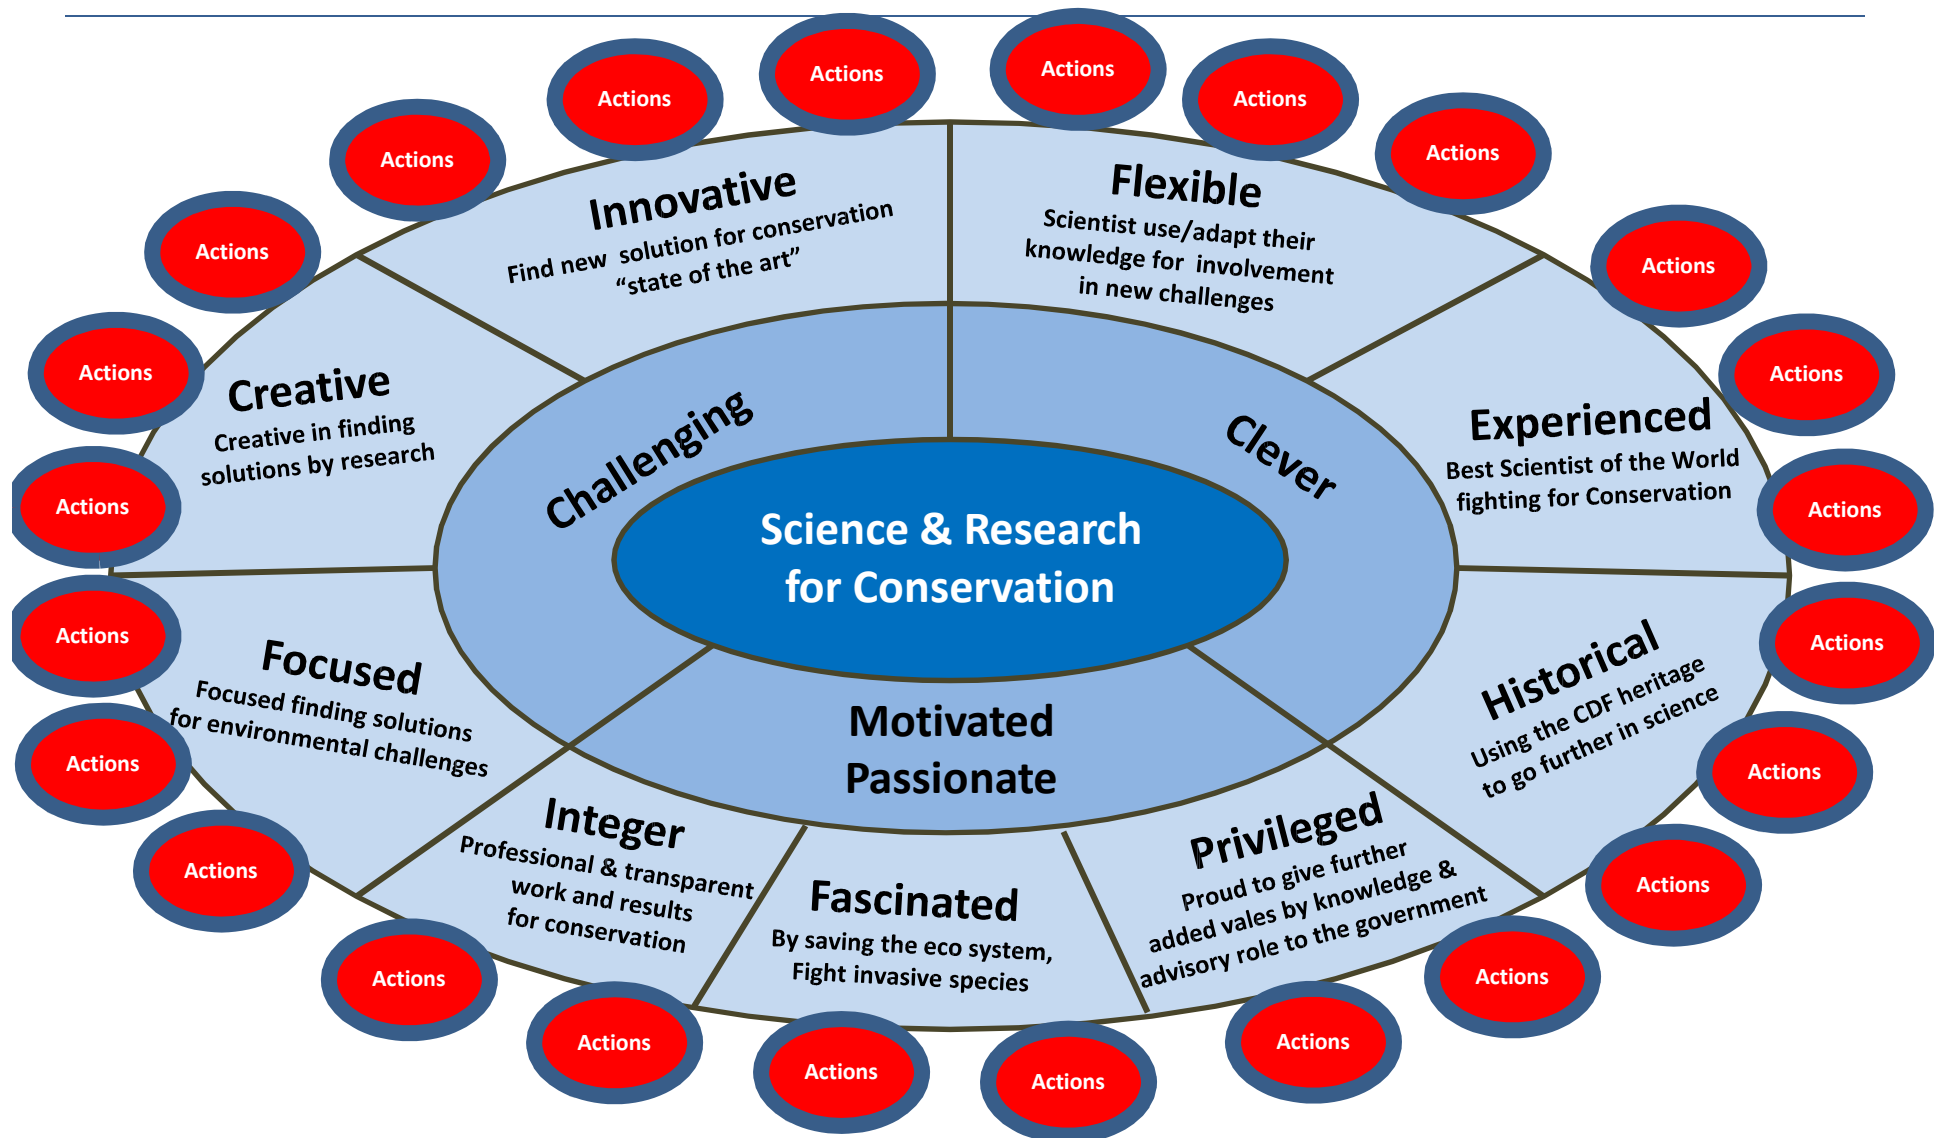 Actions
Actions
Actions
Actions
Actions
Actions
Actions
Actions
Innovative
Find new solution for conservation
“state of the art”
Flexible
Scientist use/adapt their
knowledge for involvement
in new challenges
Actions
Actions
Creative
Creative in finding
solutions by research
Challenging
Clever
Experienced
Best Scientist of the World
fighting for Conservation
Actions
Actions
Science & Research
for Conservation
Actions
Actions
Focused
Focused finding solutions
for environmental challenges
Motivated
Passionate
Historical
Using the CDF heritage
to go further in science
Actions
Actions
Integer
Professional & transparent
work and results
for conservation
Fascinated
By saving the eco system,
Fight invasive species
Privileged
Proud to give further
added vales by knowledge &
advisory role to the government
Actions
Actions
Actions
Actions
Actions
Actions
Actions
Actions